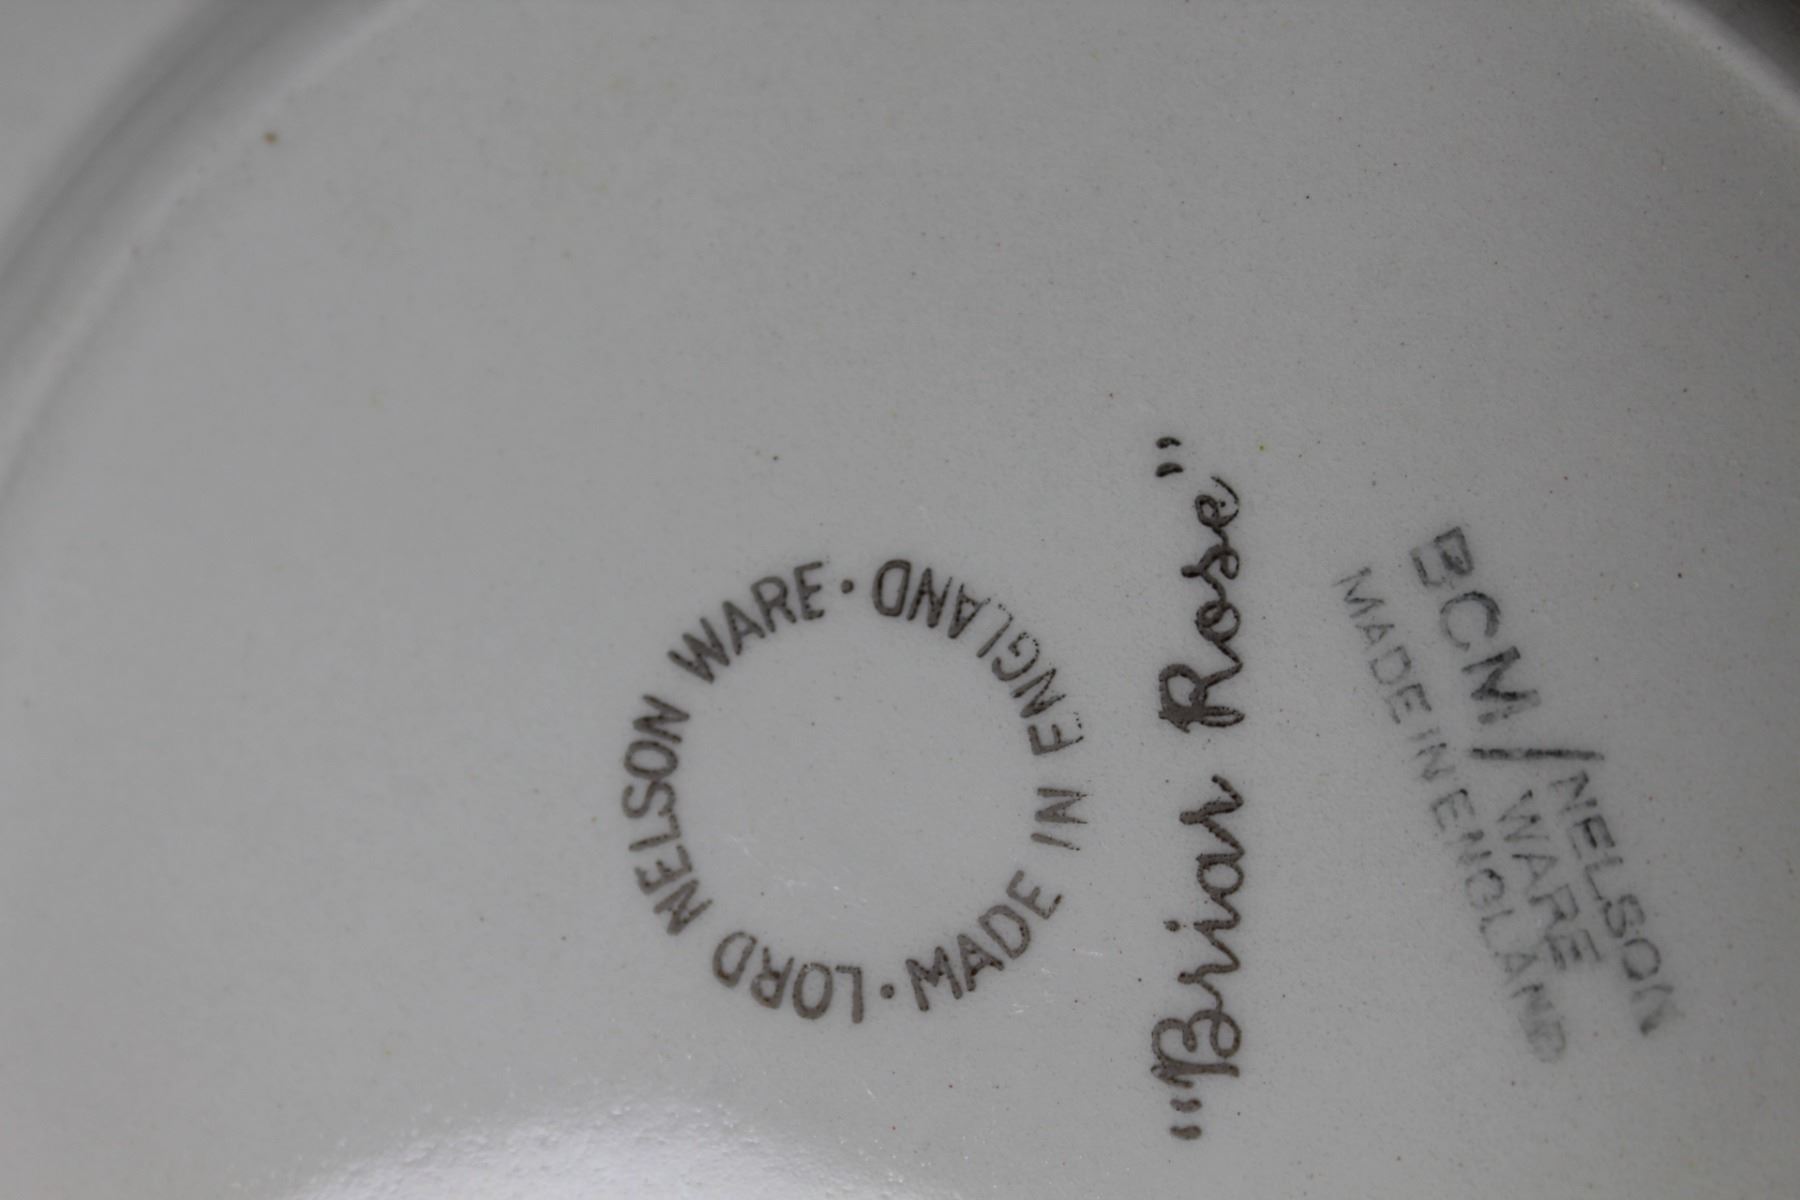 LORD NELSON WARE · MADE IN ENGLAND ·
"Briar Rose"
BCM/NELSON
WARE
MADE IN ENGLAND